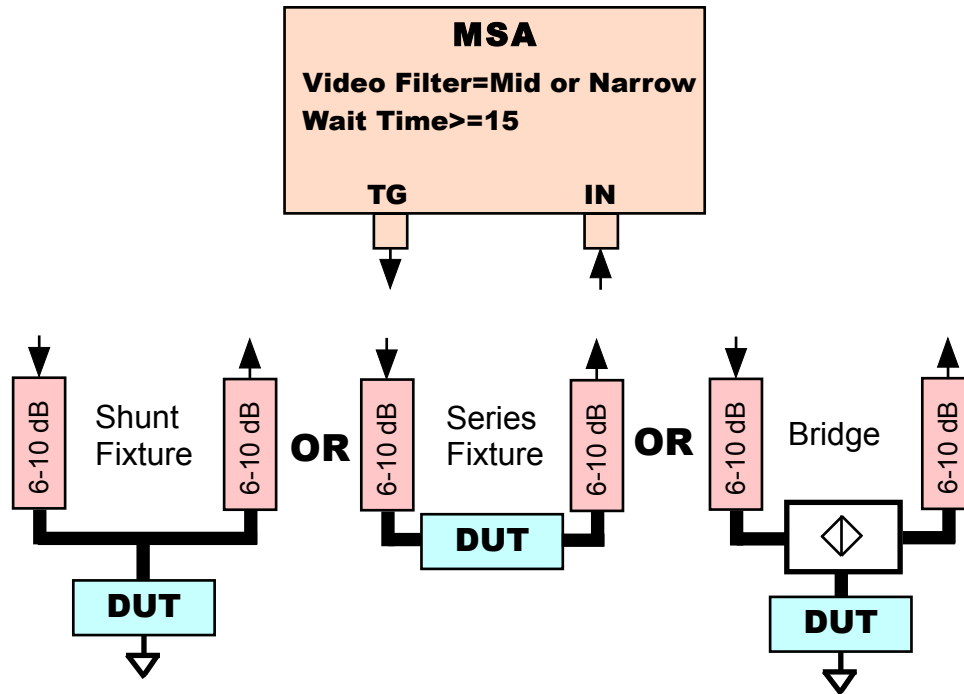 MSA
Video Filter=Mid or Narrow
Wait Time>=15
TG
IN
6-10 dB
Shunt
Fixture
6-10 dB
OR
6-10 dB
Series
Fixture
6-10 dB
OR
6-10 dB
Bridge
6-10 dB
DUT
DUT
DUT